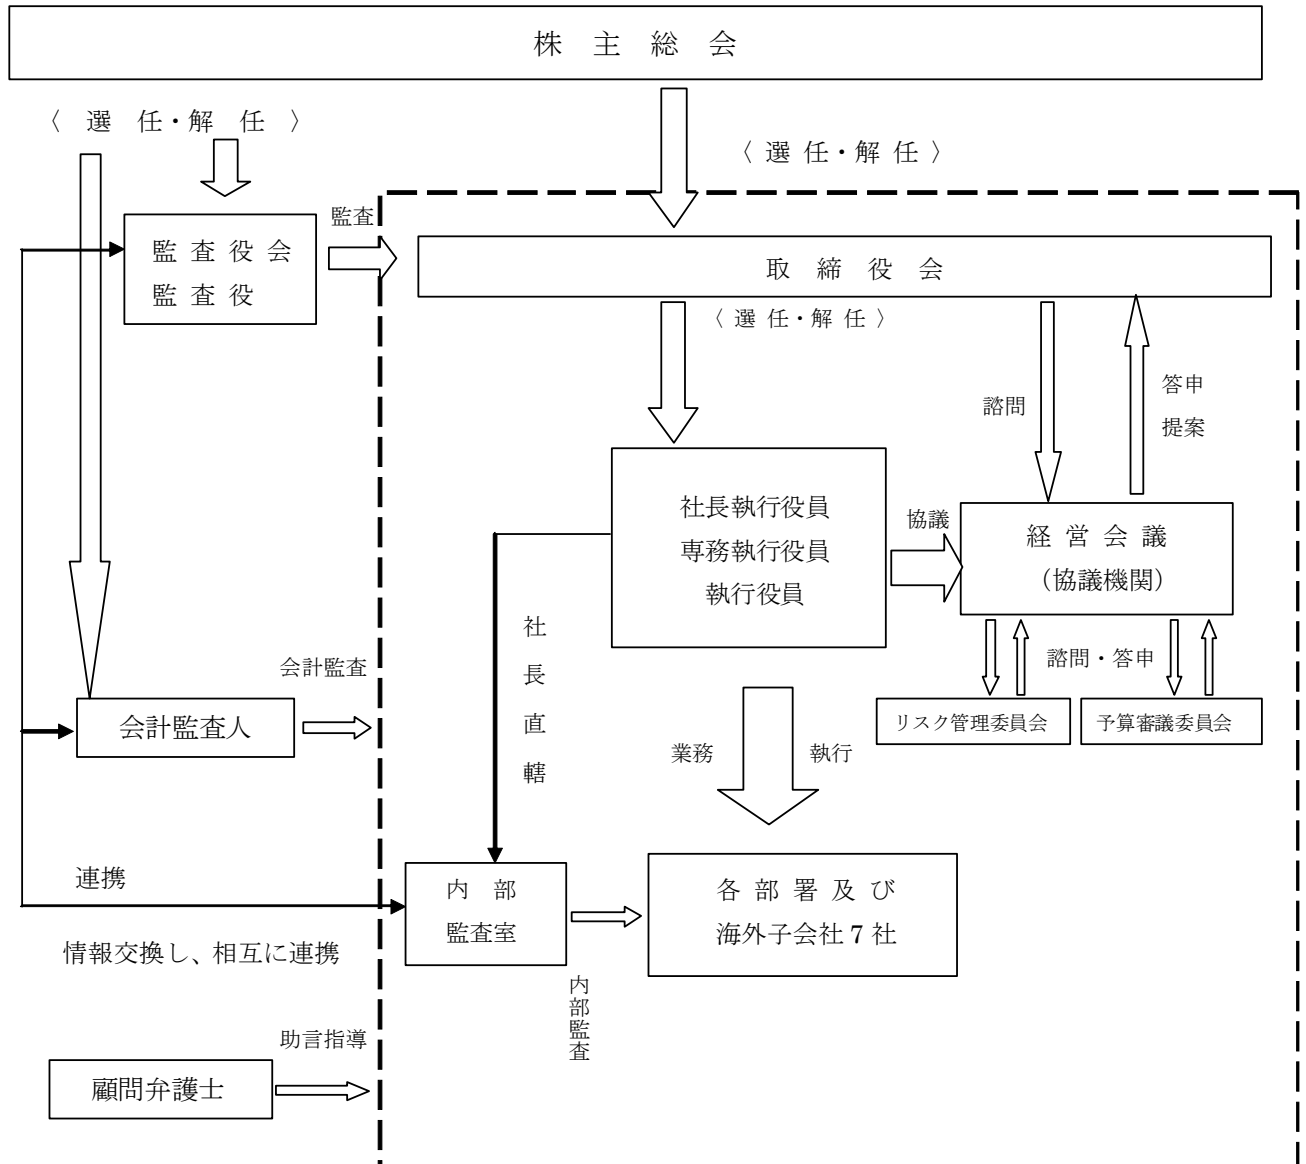 株 主 総 会
〈 選 任・解 任 〉
〈 選 任・解 任 〉
監査
監 査 役 会
監 査 役
取 締 役 会
〈 選 任・解 任 〉
諮問
答申
提案
社長執行役員
専務執行役員
執行役員
協議
経 営 会 議
(協議機関)
社長直轄
会計監査
諮問・答申
会計監査人
リスク管理委員会
予算審議委員会
業務
執行
連携
内 部
監査室
各 部 署 及 び
海外子会社 7 社
情報交換し、相互に連携
内部監査
助言指導
顧問弁護士